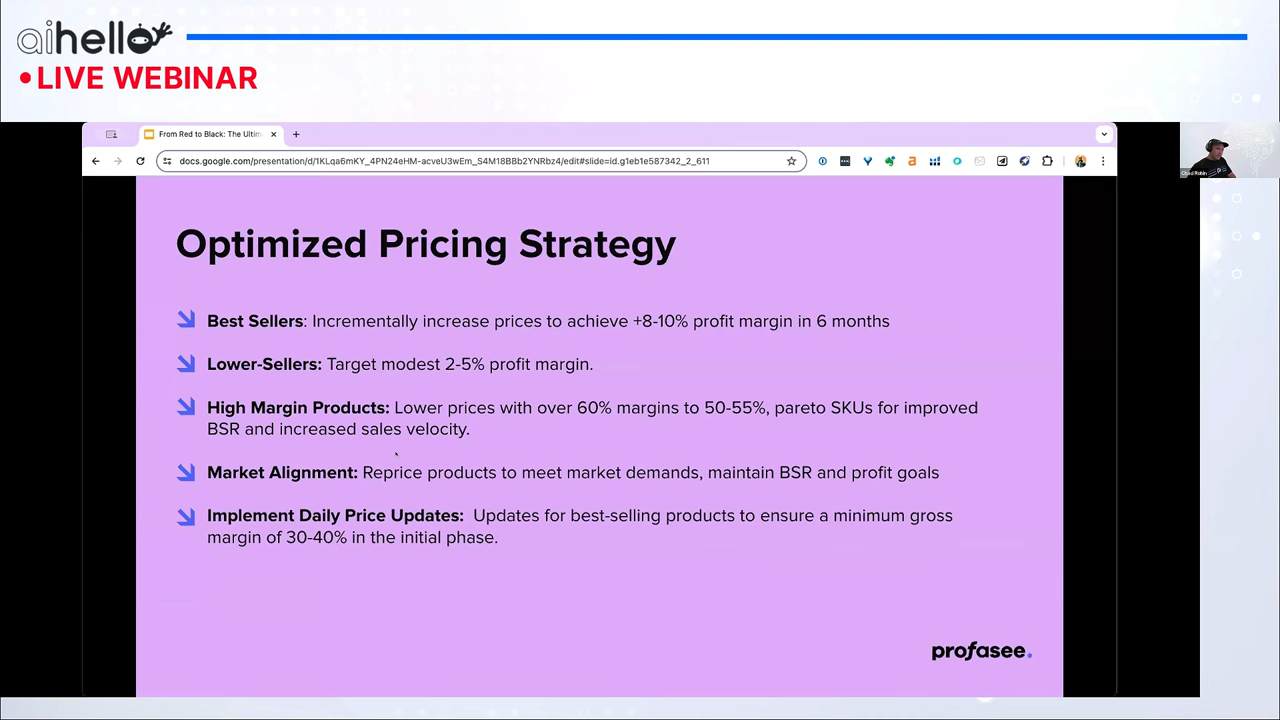 aihello
•LIVE WEBINAR
From Red to Black: The Ultim
docs.google.com/presentation/d/1KLqa6mKY_4PN24eHM-acveU3wEm_S4M18BBb2YNRbz4/edit#slide=id.g1eb1e587342_2_611
Chad Rubin
Optimized Pricing Strategy
Best Sellers: Incrementally increase prices to achieve +8-10% profit margin in 6 months
Lower-Sellers: Target modest 2-5% profit margin.
High Margin Products: Lower prices with over 60% margins to 50-55%, pareto SKUs for improved
BSR and increased sales velocity.
Market Alignment: Reprice products to meet market demands, maintain BSR and profit goals
Implement Daily Price Updates: Updates for best-selling products to ensure a minimum gross
margin of 30-40% in the initial phase.
profasee.